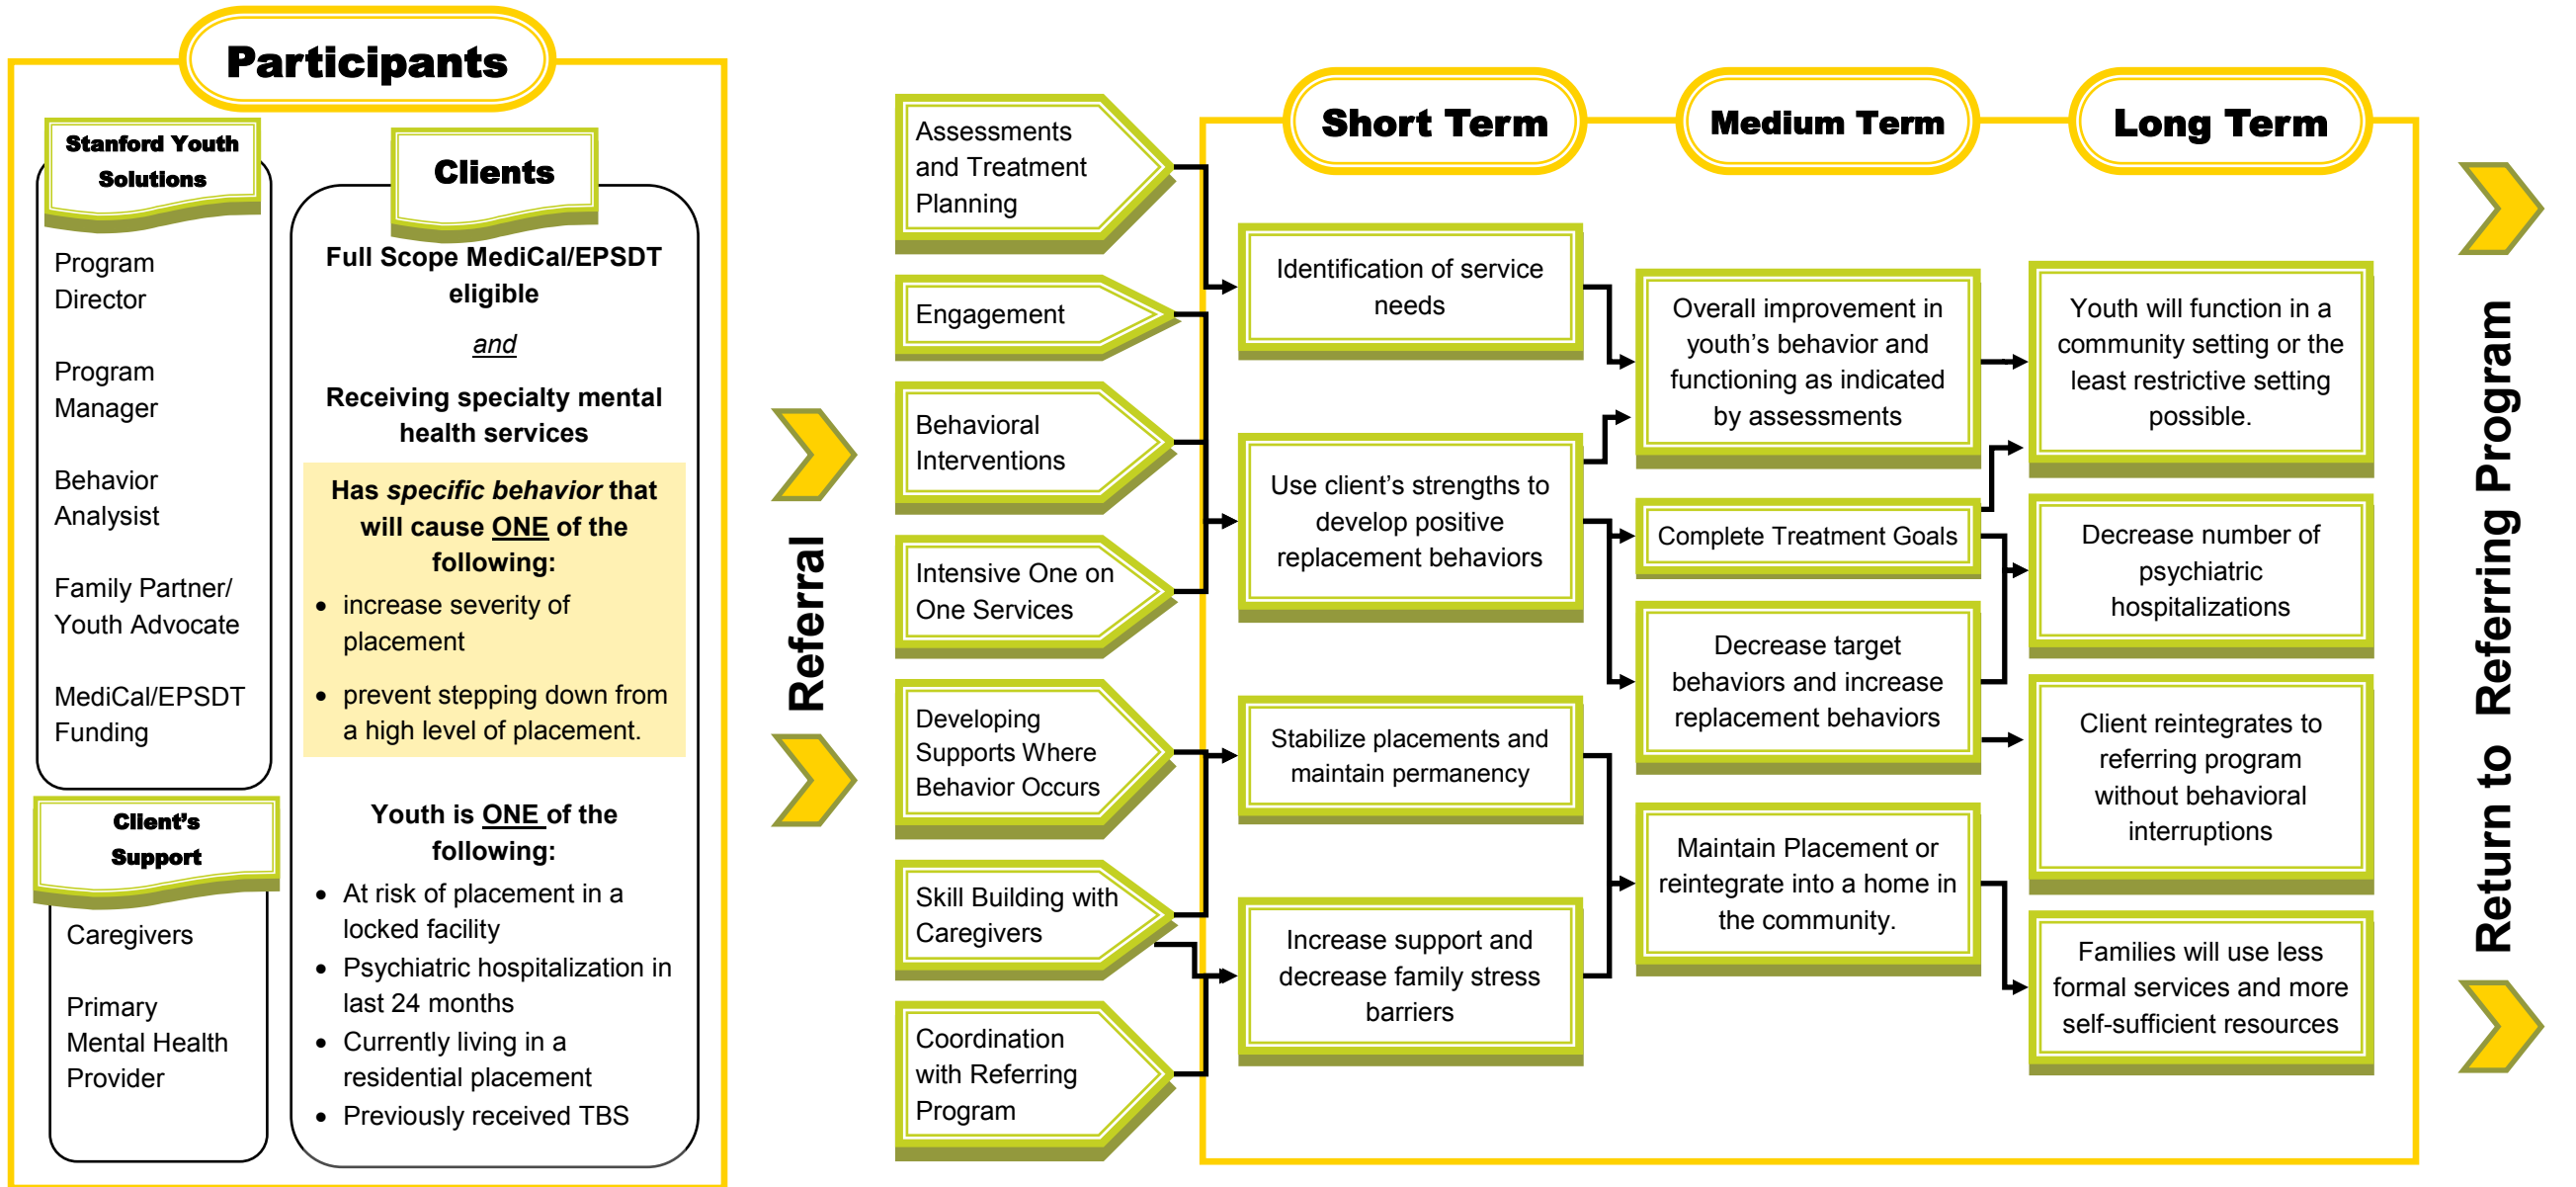 Participants
Stanford Youth
Solutions
Program
Director
Program
Manager
Behavior
Analysist
Family Partner/
Youth Advocate
MediCal/EPSDT
Funding
Client’s
Support
Caregivers
Primary
Mental Health
Provider
Clients
Full Scope MediCal/EPSDT
eligible
and
Receiving specialty mental
health services
Has specific behavior that
will cause ONE of the
following:
• increase severity of
placement
• prevent stepping down from
a high level of placement.
Youth is ONE of the
following:
• At risk of placement in a
locked facility
• Psychiatric hospitalization in
last 24 months
• Currently living in a
residential placement
• Previously received TBS
Referral
Assessments
and Treatment
Planning
Engagement
Behavioral
Interventions
Intensive One on
One Services
Developing
Supports Where
Behavior Occurs
Skill Building with
Caregivers
Coordination
with Referring
Program
Short Term
Identification of service
needs
Use client’s strengths to
develop positive
replacement behaviors
Stabilize placements and
maintain permanency
Increase support and
decrease family stress
barriers
Medium Term
Overall improvement in
youth’s behavior and
functioning as indicated
by assessments
Complete Treatment Goals
Decrease target
behaviors and increase
replacement behaviors
Maintain Placement or
reintegrate into a home in
the community.
Long Term
Youth will function in a
community setting or the
least restrictive setting
possible.
Decrease number of
psychiatric
hospitalizations
Client reintegrates to
referring program
without behavioral
interruptions
Families will use less
formal services and more
self-sufficient resources
Return to Referring Program